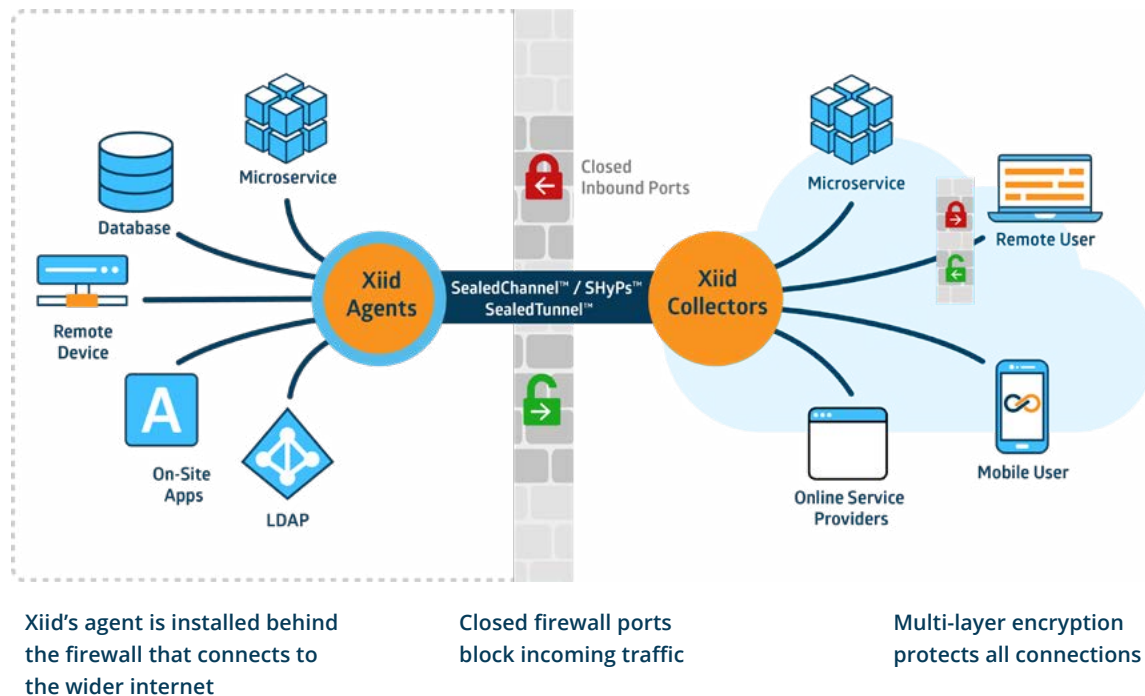 Microservice
Database
Remote
Device
A
On-Site
Apps
LDAP
Xiid
Agents
SealedChannel™ / SHyPs™
SealedTunnel™
Closed
Inbound Ports
Xiid
Collectors
Microservice
Remote User
Mobile User
Online Service
Providers
Xiid’s agent is installed behind
the firewall that connects to
the wider internet
Closed firewall ports
block incoming traffic
Multi-layer encryption
protects all connections